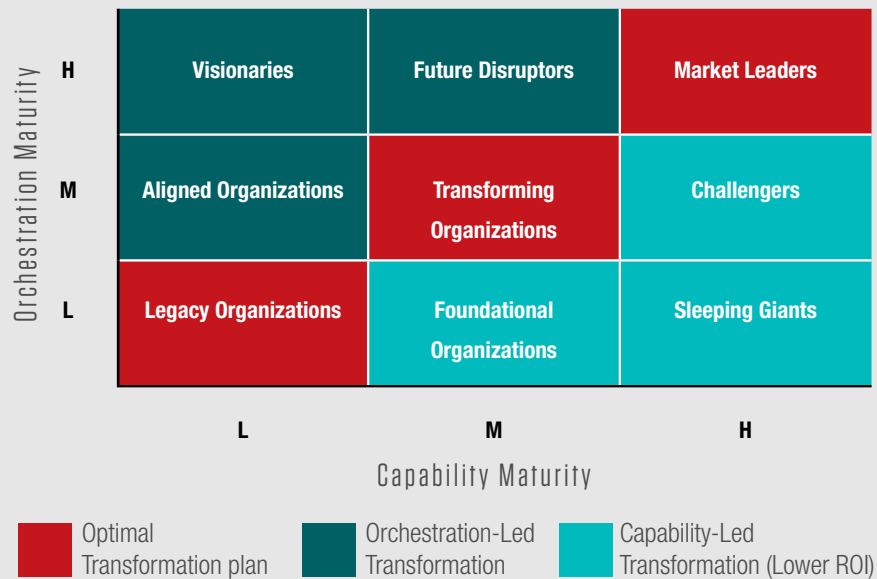 Orchestration Maturity
H
Visionaries
Future Disruptors
Market Leaders
M
Aligned Organizations
Transforming
Organizations
Challengers
L
Legacy Organizations
Foundational
Organizations
Sleeping Giants
L
M
H
Capability Maturity
Optimal
Transformation plan
Orchestration-Led
Transformation
Capability-Led
Transformation (Lower ROI)